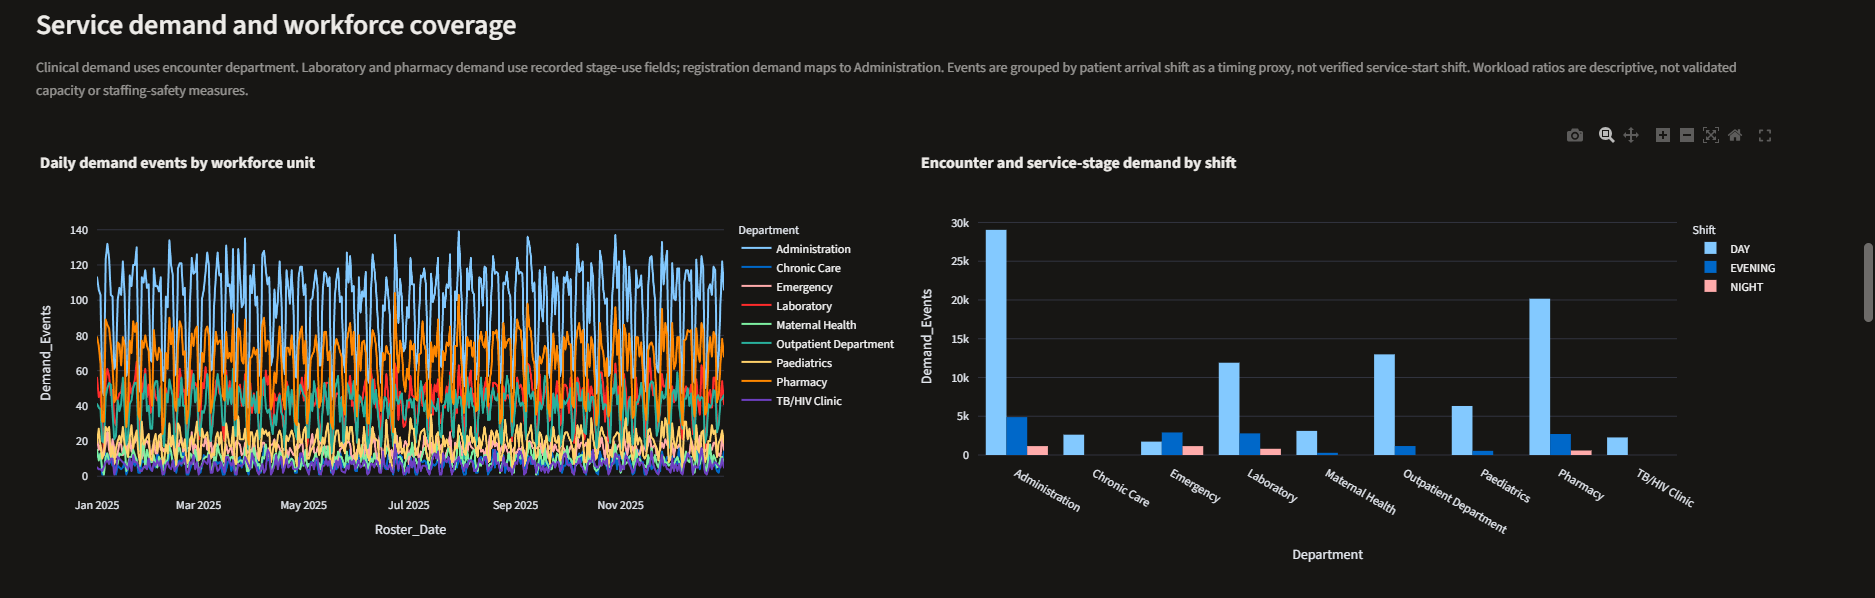 Service demand and workforce coverage
Clinical demand uses encounter department. Laboratory and pharmacy demand use recorded stage-use fields; registration demand maps to Administration. Events are grouped by patient arrival shift as a timing proxy, not verified service-start shift. Workload ratios are descriptive, not validated
capacity or staffing-safety measures.
Daily demand events by workforce unit
140
120
100
80
60
40
20
0
Demand_Events
Jan 2025
Mar 2025
May 2025
Jul 2025
Sep 2025
Nov 2025
Roster_Date
Department
Administration
Chronic Care
Emergency
Laboratory
Maternal Health
Outpatient Department
Paediatrics
Pharmacy
TB/HIV Clinic
Encounter and service-stage demand by shift
30k
25k
20k
15k
10k
5k
0
Demand_Events
Administration
Chronic Care
Emergency
Laboratory
Maternal Health
Outpatient Department
Paediatrics
Pharmacy
TB/HIV Clinic
Department
Shift
DAY
EVENING
NIGHT